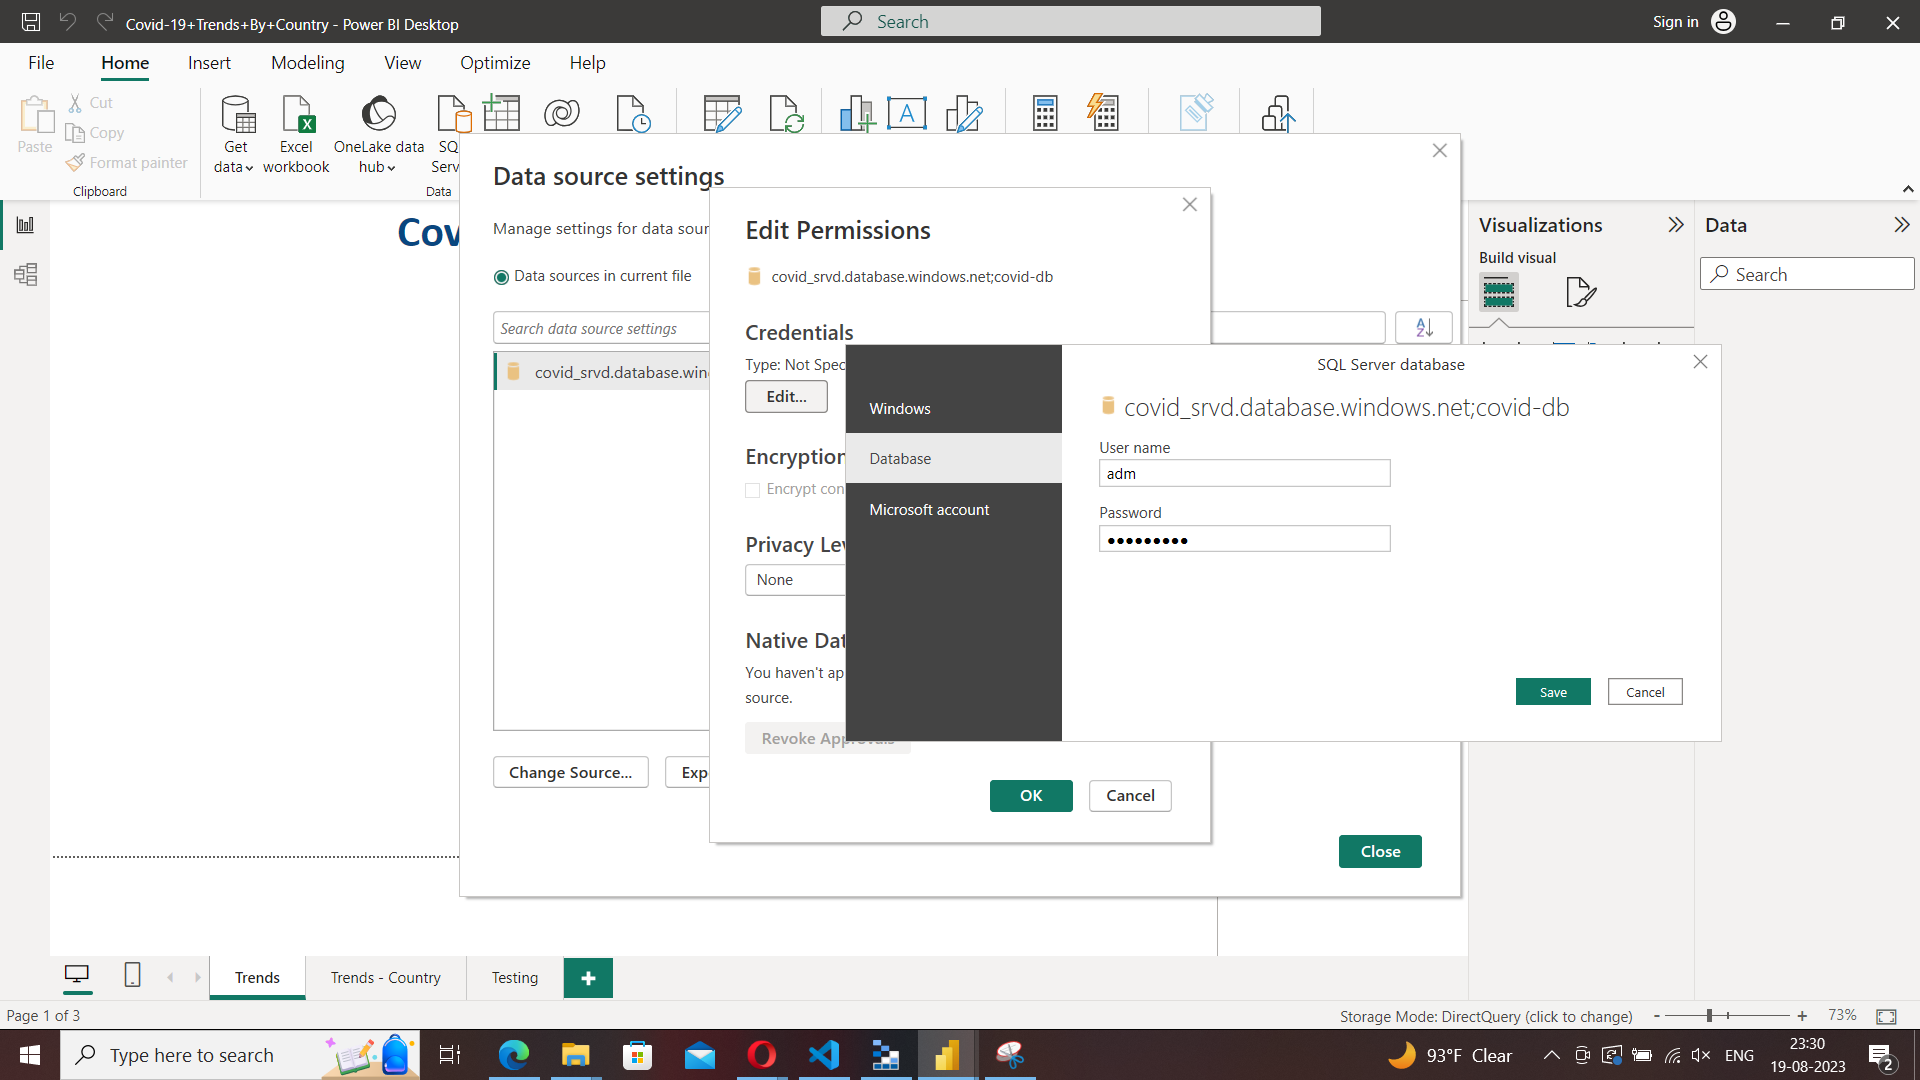 Covid-19+Trends+By+Country - Power BI Desktop
Search
Sign in
File
Home
Insert
Modeling
View
Optimize
Help
Paste
Cut
Copy
Format painter
Clipboard
Get data
Excel workbook
OneLake data hub
SQ
Serv
Data
Cov
Data source settings
Manage settings for data sour
Data sources in current file
Search data source settings
covid_srvd.database.win
Change Source...
Exp
Close
Edit Permissions
covid_srvd.database.windows.net;covid-db
Credentials
Type: Not Spec
Edit...
Encryption
Encrypt con
Privacy Lev
None
Native Dat
You haven't ap
source.
Revoke Approvals
OK
Cancel
SQL Server database
Windows
Database
Microsoft account
covid_srvd.database.windows.net;covid-db
User name
adm
Password
●●●●●●●●●
Save
Cancel
Visualizations
Build visual
Data
Search
Trends
Trends - Country
Testing
Page 1 of 3
Storage Mode: DirectQuery (click to change)
- + 73%
Type here to search
93°F Clear
ENG
23:30
19-08-2023
2